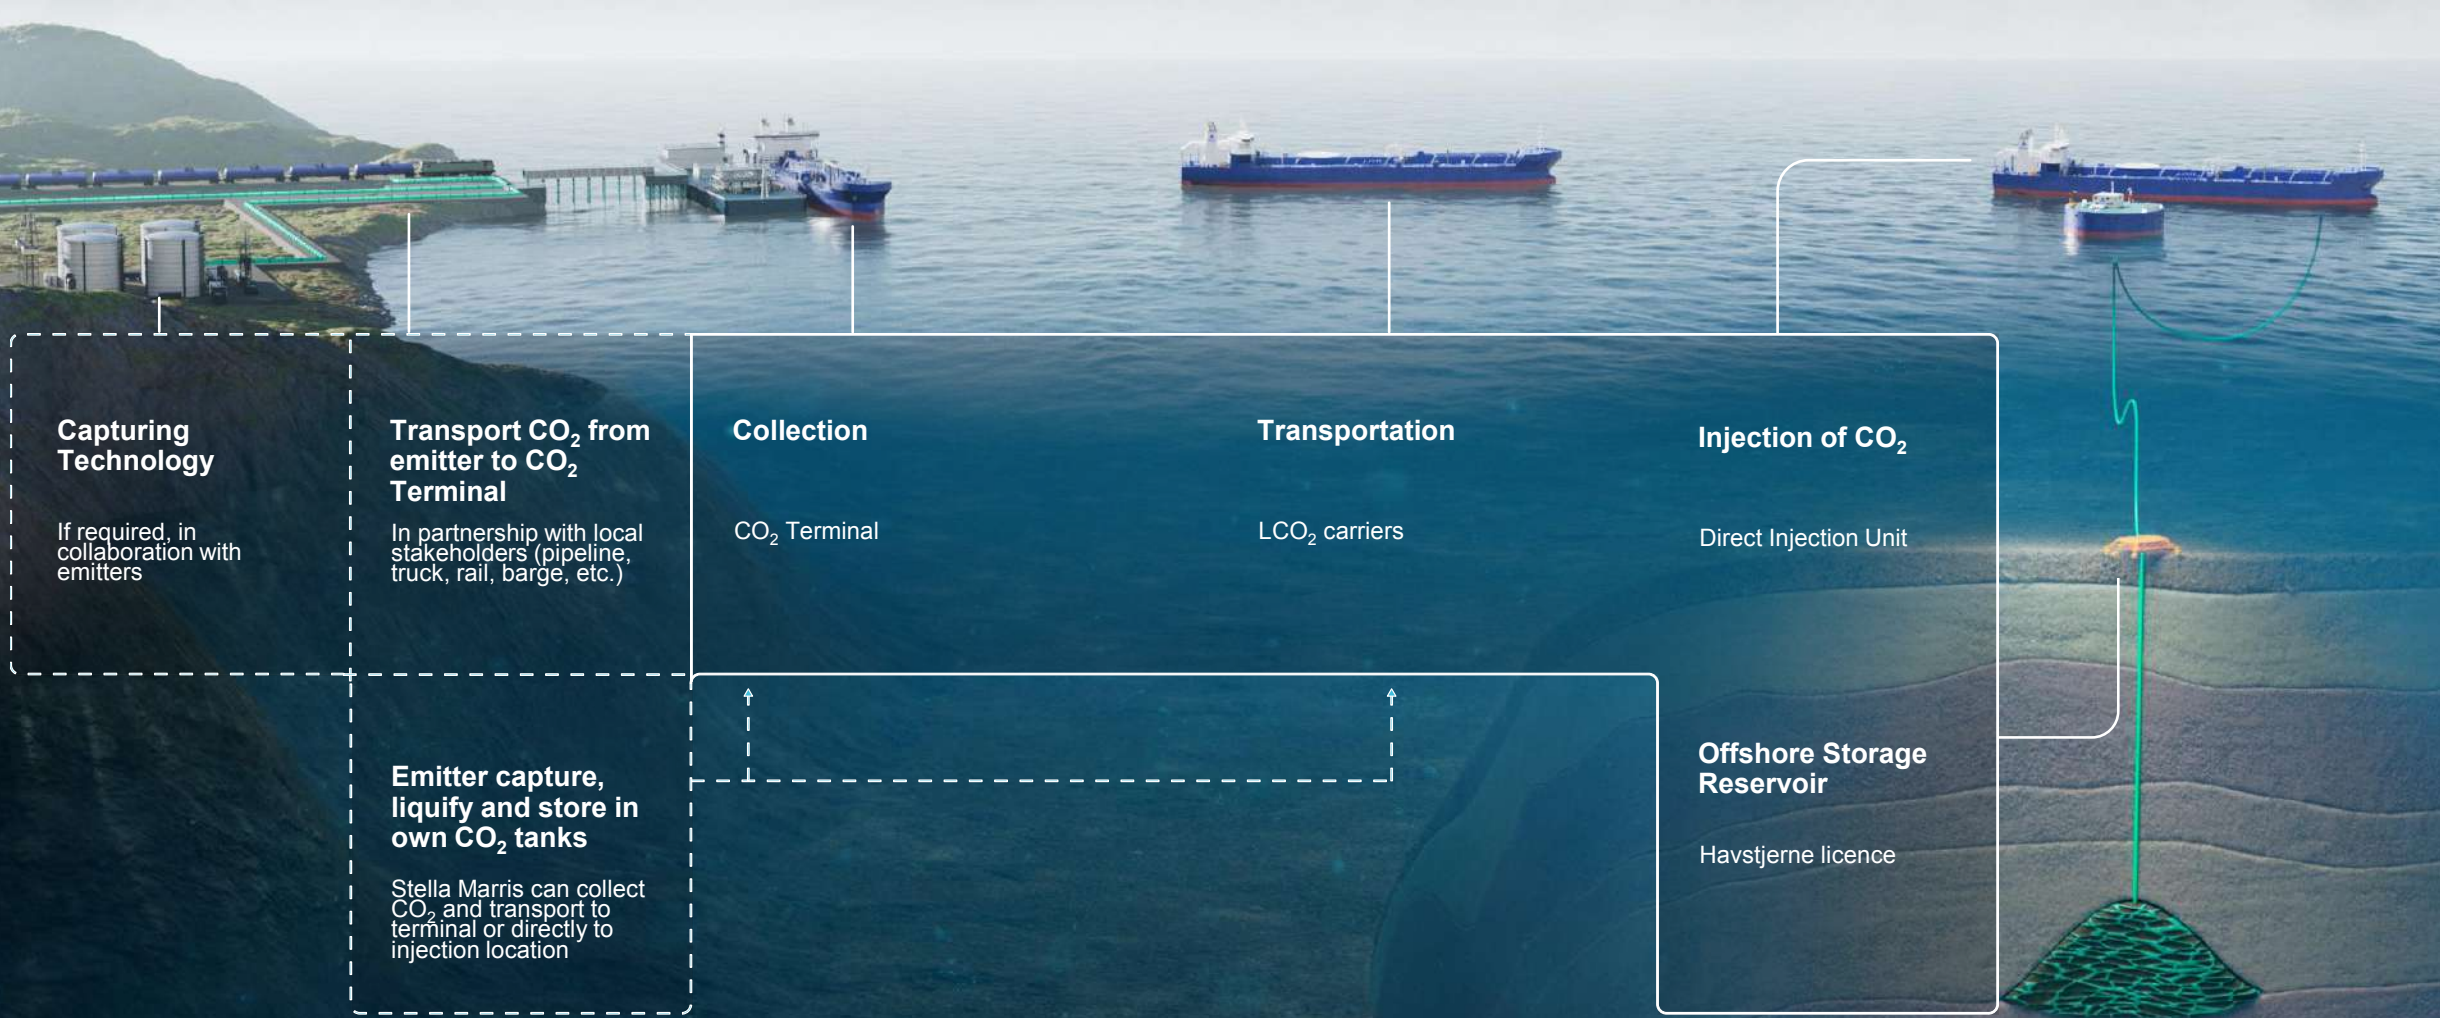 Capturing
Technology
If required, in
collaboration with
emitters
Transport CO₂ from
emitter to CO₂
Terminal
In partnership with local
stakeholders (pipeline,
truck, rail, barge, etc.)
Collection
CO₂ Terminal
Transportation
LCO₂ carriers
Injection of CO₂
Direct Injection Unit
Emitter capture,
liquify and store in
own CO₂ tanks
Stella Marris can collect
CO₂ and transport to
terminal or directly to
injection location
Offshore Storage
Reservoir
Havstjerne licence